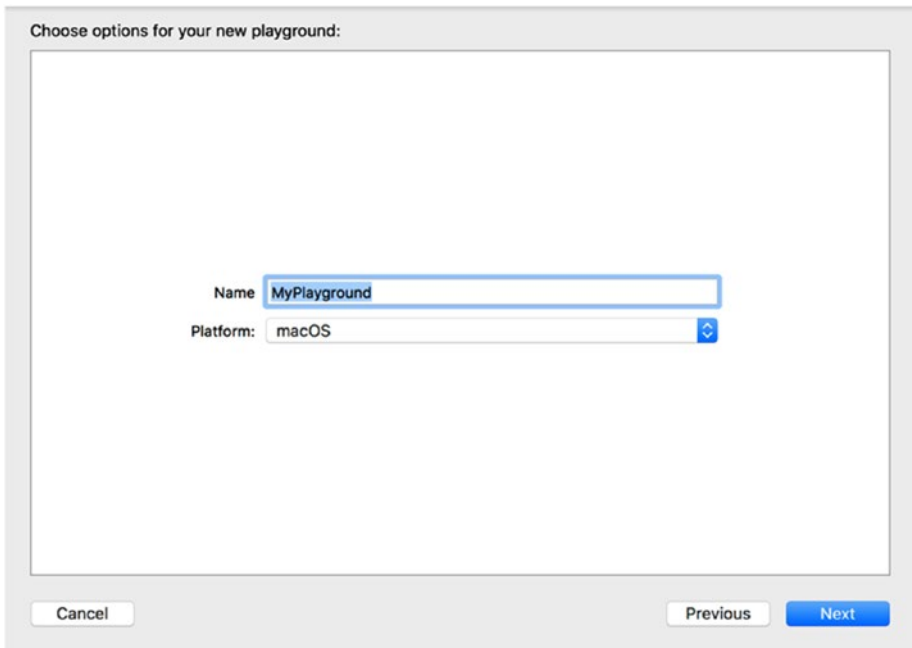 Choose options for your new playground:
Name MyPlayground
Platform: macOS
Cancel Previous Next